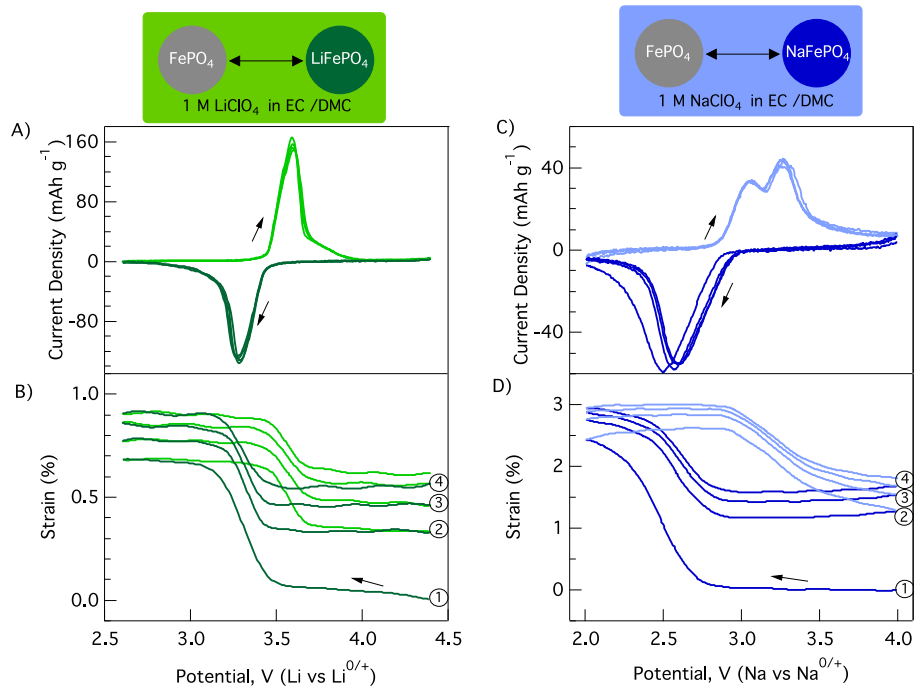 FePO₄
LiFePO₄
1 M LiClO₄ in EC /DMC
FePO₄
NaFePO₄
1 M NaClO₄ in EC/DMC
A)
Current Density (mAh g⁻¹)
160
80
0
-80
B)
Strain (%)
1.0
0.5
0.0
4
3
2
1
2.5
3.0
3.5
4.0
4.5
Potential, V (Li vs Li⁰/⁺)
C)
Current Density (mAh g⁻¹)
40
0
-40
D)
Strain (%)
3
2
1
0
4
3
2
1
2.0
2.5
3.0
3.5
4.0
Potential, V (Na vs Na⁰/⁺)